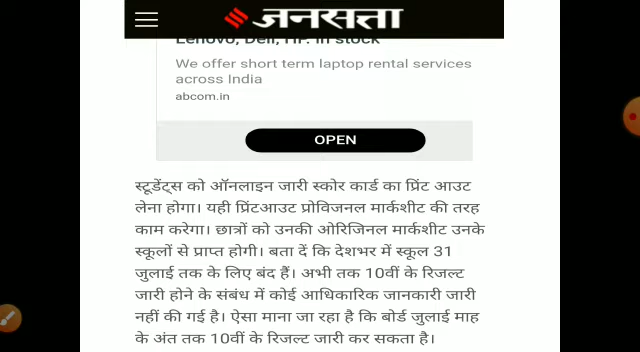 जनसत्ता
Lenovo, Dell, HP. In stock
We offer short term laptop rental services
across India
abcom.in
OPEN
स्टूडेंट्स को ऑनलाइन जारी स्कोर कार्ड का प्रिंट आउट
लेना होगा। यही प्रिंटआउट प्रोविजनल मार्कशीट की तरह
काम करेगा। छात्रों को उनकी ओरिजिनल मार्कशीट उनके
स्कूलों से प्राप्त होगी। बता दें कि देशभर में स्कूल 31
जुलाई तक के लिए बंद हैं। अभी तक 10वीं के रिजल्ट
जारी होने के संबंध में कोई आधिकारिक जानकारी जारी
नहीं की गई है। ऐसा माना जा रहा है कि बोर्ड जुलाई माह
के अंत तक 10वीं के रिजल्ट जारी कर सकता है।